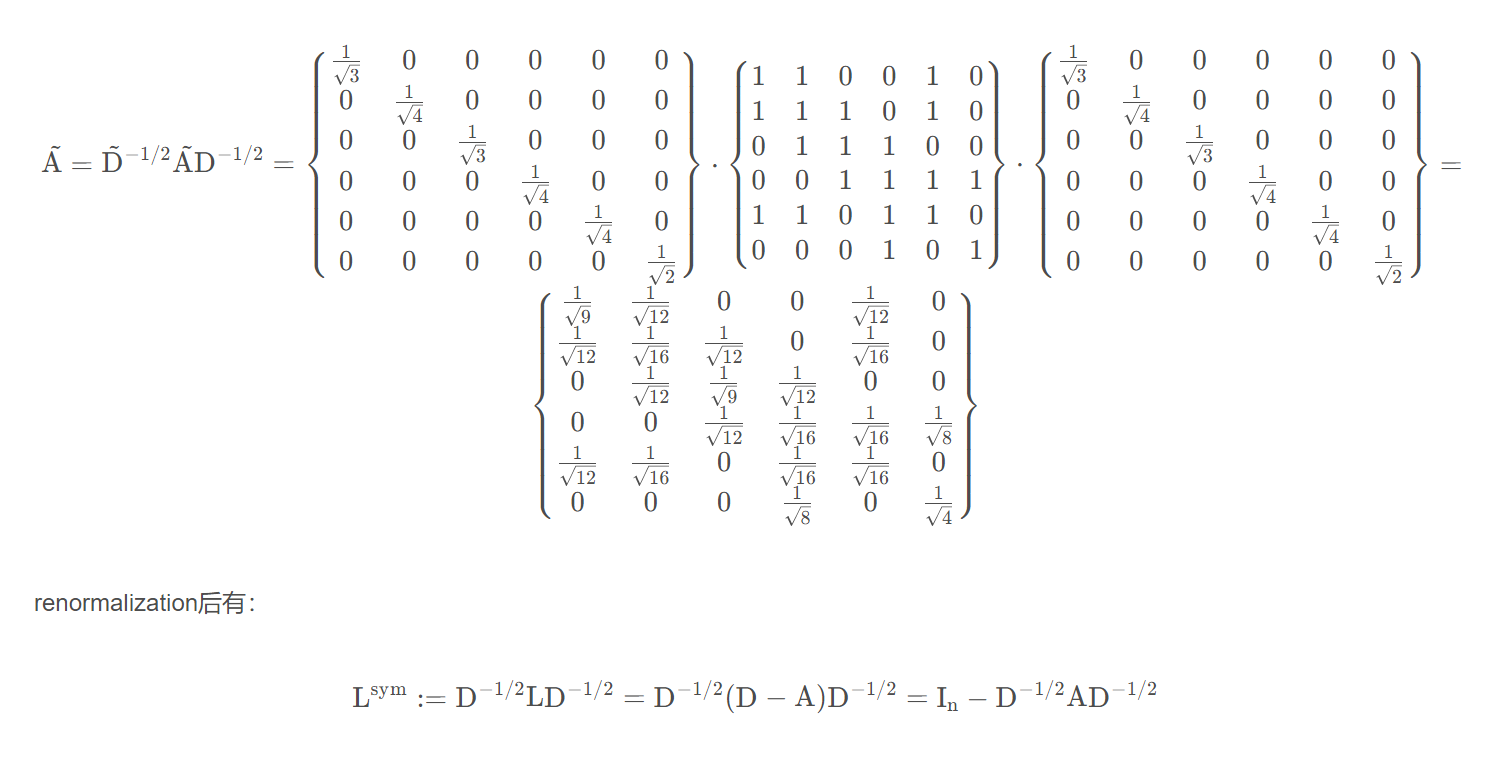 Ã = D̃^{-1/2}ÃD^{-1/2} = { 1/√3 0 0 0 0 0 ; 0 1/√4 0 0 0 0 ; 0 0 1/√3 0 0 0 ; 0 0 0 1/√4 0 0 ; 0 0 0 0 1/√4 0 ; 0 0 0 0 0 1/√2 } · { 1 1 0 0 1 0 ; 1 1 1 0 1 0 ; 0 1 1 1 0 0 ; 0 0 1 1 1 1 ; 1 1 0 1 1 0 ; 0 0 0 1 0 1 } · { 1/√3 0 0 0 0 0 ; 0 1/√4 0 0 0 0 ; 0 0 1/√3 0 0 0 ; 0 0 0 1/√4 0 0 ; 0 0 0 0 1/√4 0 ; 0 0 0 0 0 1/√2 } =
{ 1/√9 1/√12 0 0 1/√12 0 ; 1/√12 1/√16 1/√12 0 1/√16 0 ; 0 1/√12 1/√9 1/√12 0 0 ; 0 0 1/√12 1/√16 1/√16 1/√8 ; 1/√12 1/√16 0 1/√16 1/√16 0 ; 0 0 0 1/√8 0 1/√4 }
renormalization后有：
L^{sym} := D^{-1/2}LD^{-1/2} = D^{-1/2}(D − A)D^{-1/2} = I_n − D^{-1/2}AD^{-1/2}